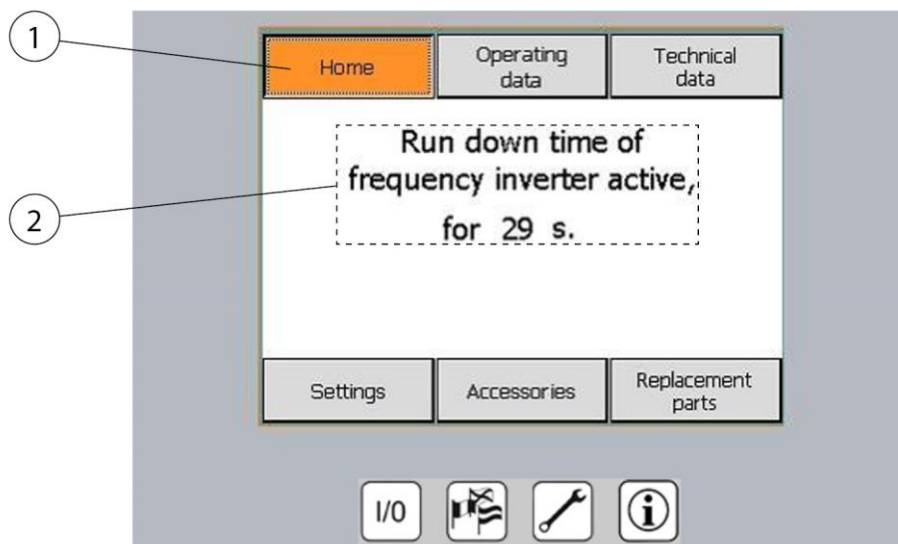 1
Home
Operating
data
Technical
data
Run down time of
frequency inverter active,
for 29 s.
2
Settings
Accessories
Replacement
parts
I/0
i